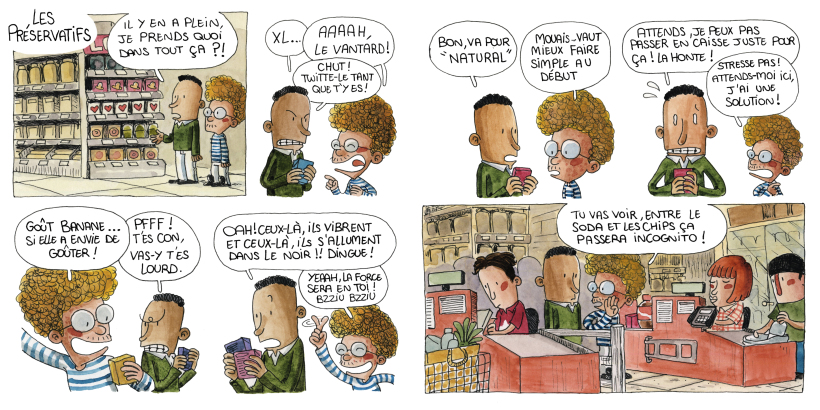 LES
PRÉSERVATIFS
IL Y EN A PLEIN,
JE PRENDS QUOI
DANS TOUT ÇA ?!
XL...
AAAAH,
LE VANTARD!
CHUT!
TWITTE-LE TANT
QUE T'Y ES!
GOÛT BANANE...
SI ELLE A ENVIE DE
GOÛTER!
PFFF!
T'ES CON,
VAS-Y T'ES
LOURD.
OAH! CEUX-LÀ, ILS VIBRENT
ET CEUX-LÀ, ILS S'ALLUMENT
DANS LE NOIR!! DINGUE!
YEAAH, LA FORCE
SERA EN TOI!
BZZIU BZZIU
BON, VA POUR
"NATURAL"
MOUAIS-VAUT
MIEUX FAIRE
SIMPLE AU
DÉBUT
ATTENDS, JE PEUX PAS
PASSER EN CAISSE JUSTE POUR
ÇA! LA HONTE!
STRESSE PAS!
ATTENDS-MOI ICI,
J'AI UNE
SOLUTION!
TU VAS VOIR, ENTRE LE
SODA ET LES CHIPS ÇA
PASSERA INCOGNITO!